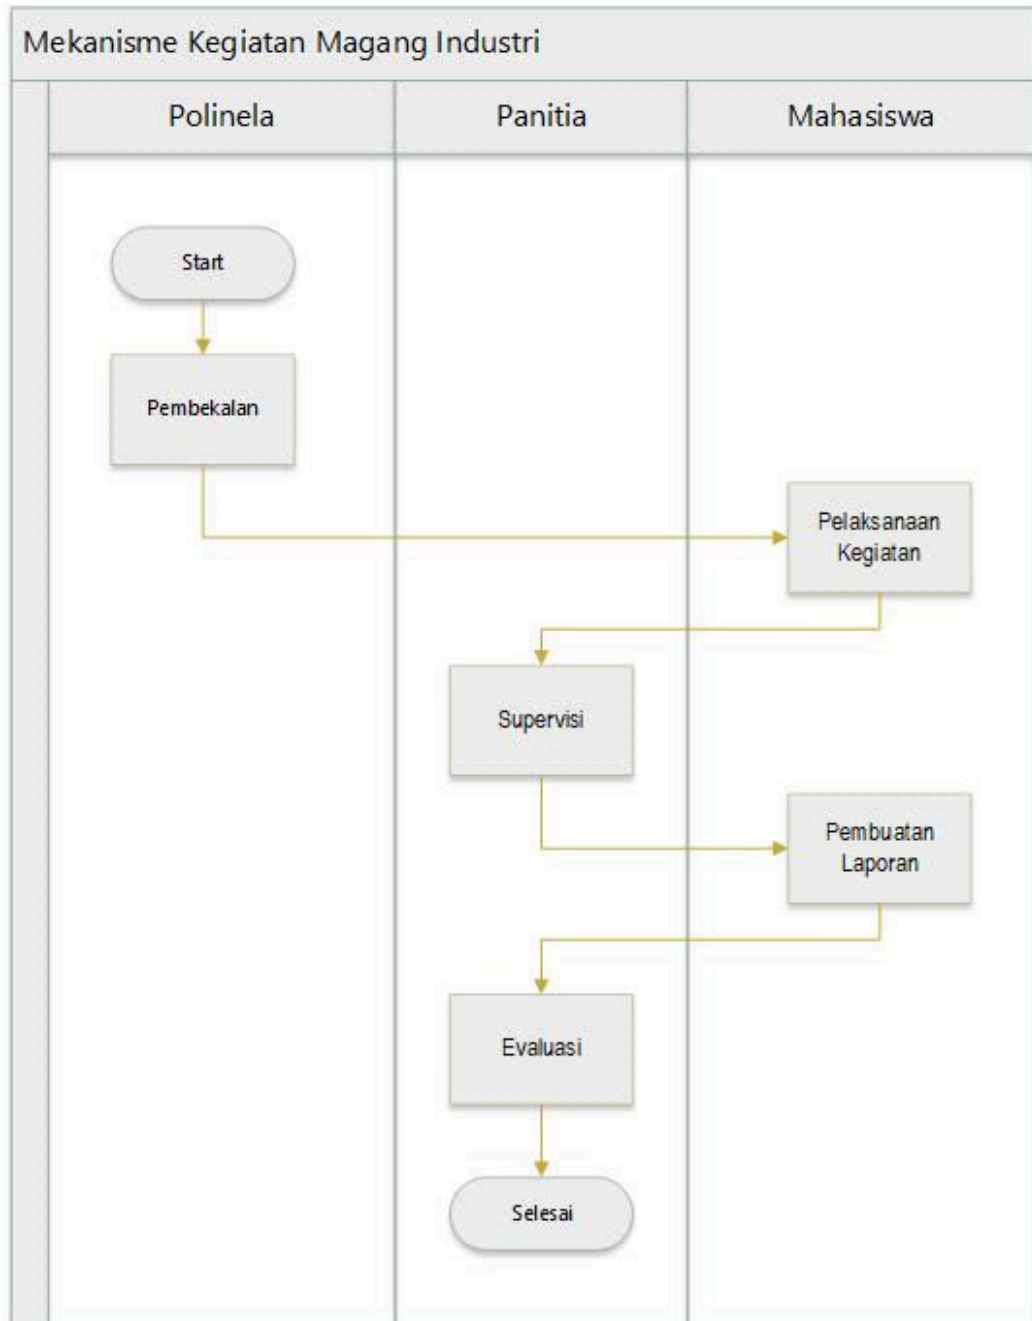 Mekanisme Kegiatan Magang Industri
Polinela
Panitia
Mahasiswa
Start
Pembekalan
Pelaksanaan
Kegiatan
Supervisi
Pembuatan
Laporan
Evaluasi
Selesai